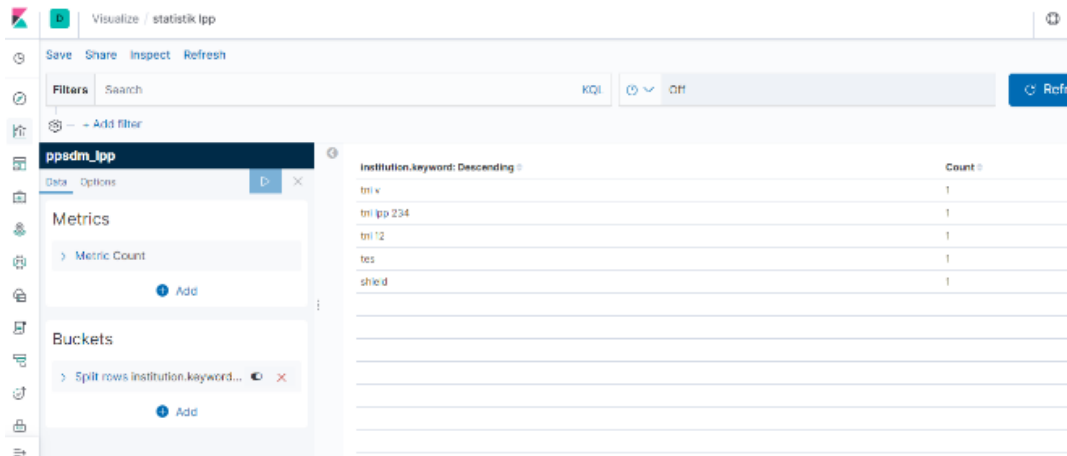 D Visualize / statistik lpp
Save Share Inspect Refresh
Filters Search KQL Off Refr
+ Add filter
ppsdm_lpp
Data Options
Metrics
Metric Count
Add
Buckets
Split rows institution.keyword...
Add
institution.keyword: Descending Count
tni v 1
tni lpp 234 1
tni 12 1
tes 1
shield 1